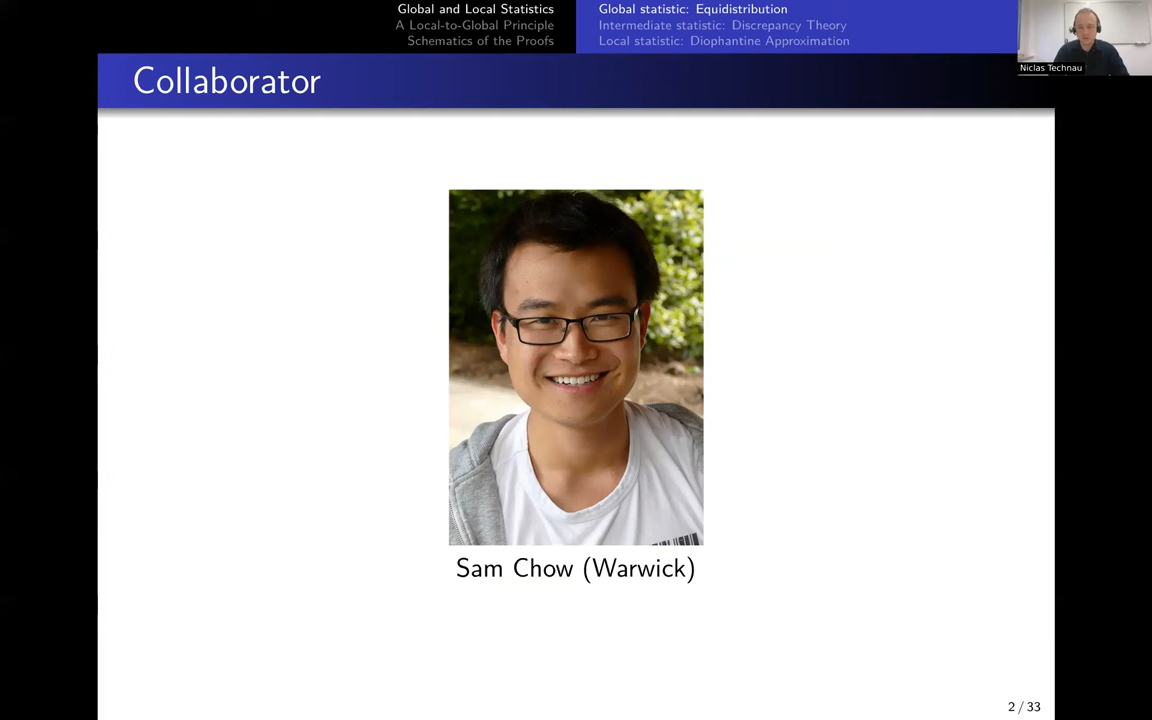 Global and Local Statistics
A Local-to-Global Principle
Schematics of the Proofs
Global statistic: Equidistribution
Intermediate statistic: Discrepancy Theory
Local statistic: Diophantine Approximation
Niclas Technau
Collaborator
Sam Chow (Warwick)
2 / 33